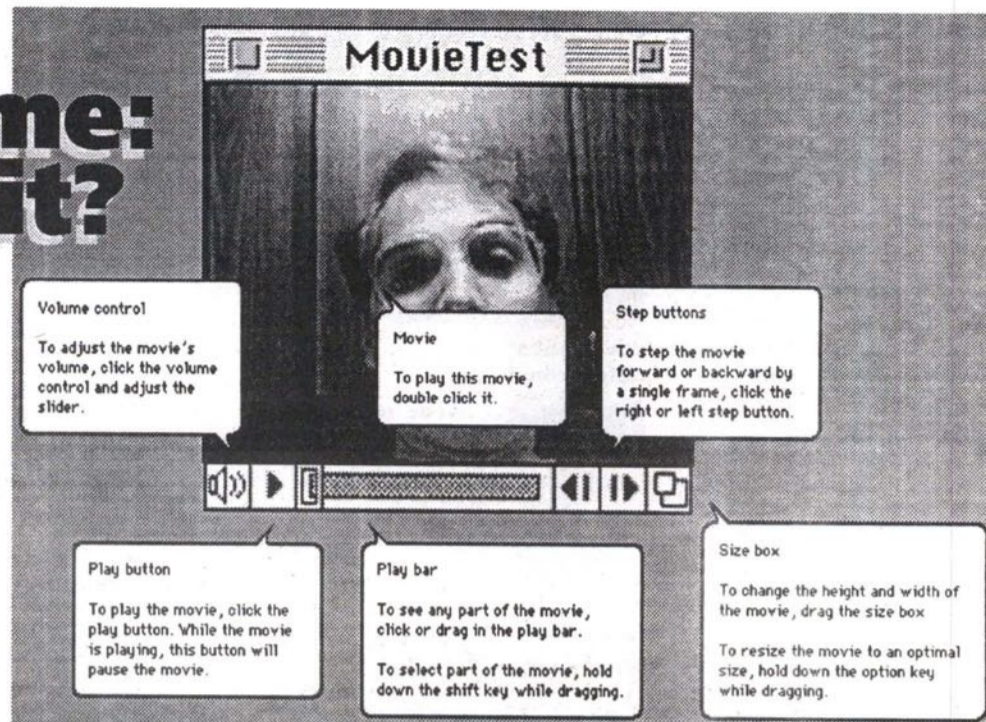 MovieTest
me:
it?
Volume control
To adjust the movie's
volume, click the volume
control and adjust the
slider.
Movie
To play this movie,
double click it.
Step buttons
To step the movie
forward or backward by
a single frame, click the
right or left step button.
Play button
To play the movie, click the
play button. While the movie
is playing, this button will
pause the movie.
Play bar
To see any part of the movie,
click or drag in the play bar.
To select part of the movie, hold
down the shift key while dragging.
Size box
To change the height and width of
the movie, drag the size box
To resize the movie to an optimal
size, hold down the option key
while dragging.